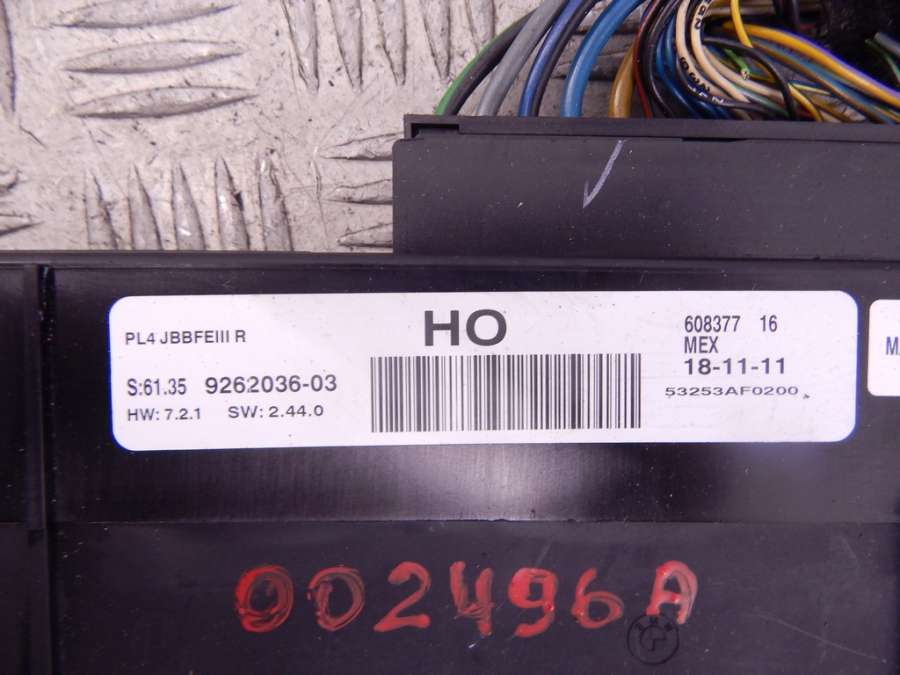 PL4 JBBFEIII R
HO
608377 16
MEX
S:61.35 9262036-03
18-11-11
HW: 7.2.1 SW: 2.44.0
53253AF0200
002496A